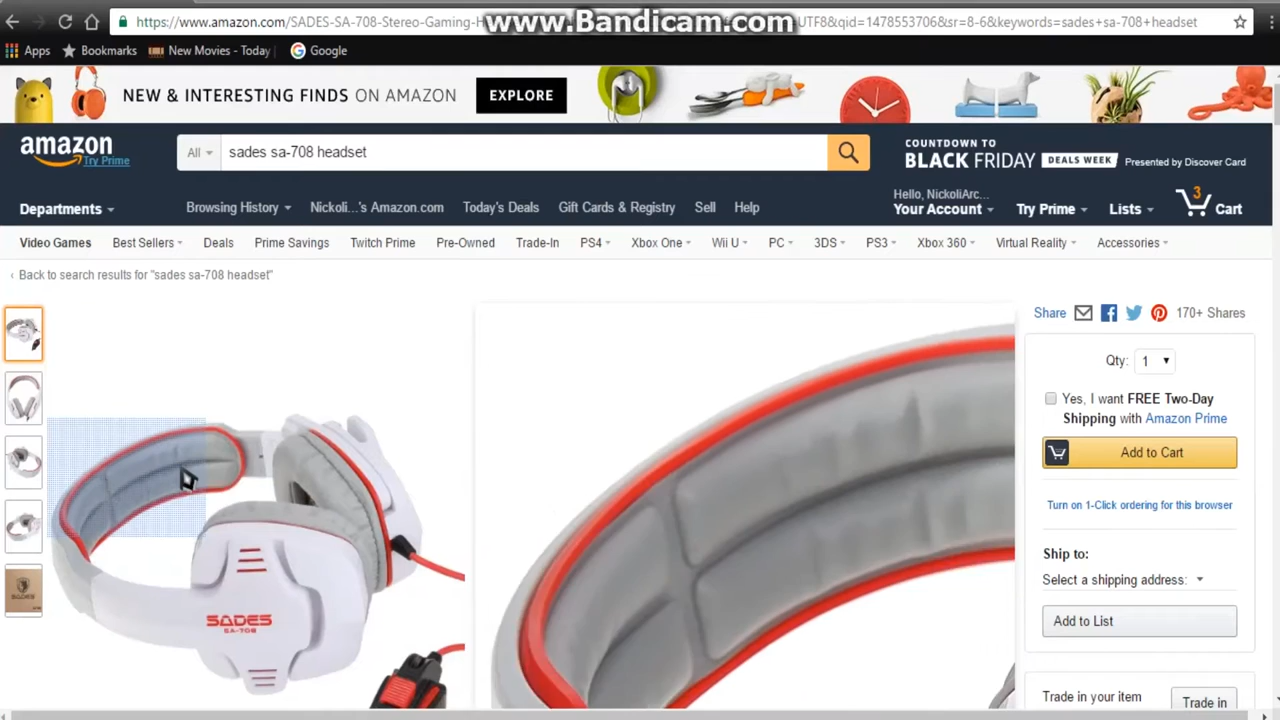 https://www.amazon.com/SADES-SA-708-Stereo-Gaming-H
www.Bandicam.com
UTF8&qid=1478553706&sr=8-6&keywords=sades+sa-708+headset
Apps Bookmarks New Movies - Today Google
NEW & INTERESTING FINDS ON AMAZON EXPLORE
amazon
Try Prime
All
sades sa-708 headset
COUNTDOWN TO
BLACK FRIDAY DEALS WEEK Presented by Discover Card
Departments
Browsing History Nickoli...'s Amazon.com Today's Deals Gift Cards & Registry Sell Help
Hello, NickoliArc...
Your Account Try Prime Lists 3 Cart
Video Games Best Sellers Deals Prime Savings Twitch Prime Pre-Owned Trade-In PS4 Xbox One Wii U PC 3DS PS3 Xbox 360 Virtual Reality Accessories
‹ Back to search results for "sades sa-708 headset"
Share 170+ Shares
Qty: 1
Yes, I want FREE Two-Day
Shipping with Amazon Prime
Add to Cart
Turn on 1-Click ordering for this browser
Ship to:
Select a shipping address:
Add to List
Trade in your item
Trade in
SADES
SA-708